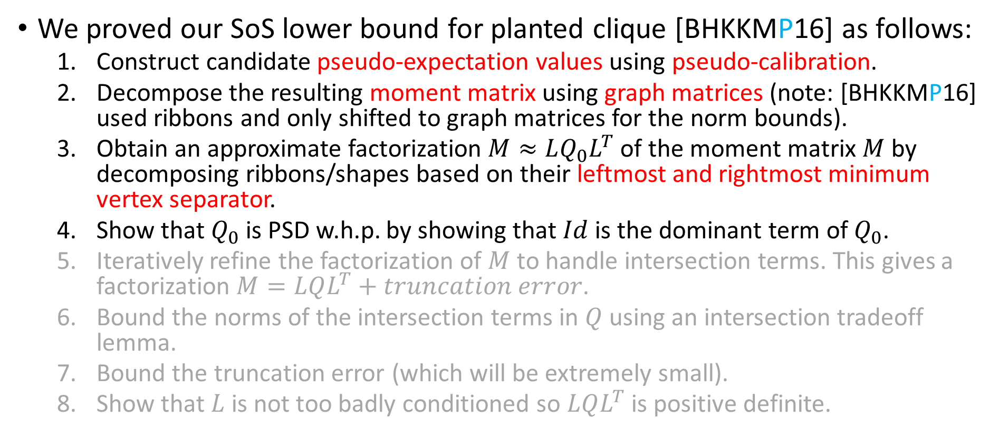 • We proved our SoS lower bound for planted clique [BHKKMP16] as follows:
1. Construct candidate pseudo-expectation values using pseudo-calibration.
2. Decompose the resulting moment matrix using graph matrices (note: [BHKKMP16]
used ribbons and only shifted to graph matrices for the norm bounds).
3. Obtain an approximate factorization M ≈ LQ₀Lᵀ of the moment matrix M by
decomposing ribbons/shapes based on their leftmost and rightmost minimum
vertex separator.
4. Show that Q₀ is PSD w.h.p. by showing that Id is the dominant term of Q₀.
5. Iteratively refine the factorization of M to handle intersection terms. This gives a
factorization M = LQLᵀ + truncation error.
6. Bound the norms of the intersection terms in Q using an intersection tradeoff
lemma.
7. Bound the truncation error (which will be extremely small).
8. Show that L is not too badly conditioned so LQLᵀ is positive definite.